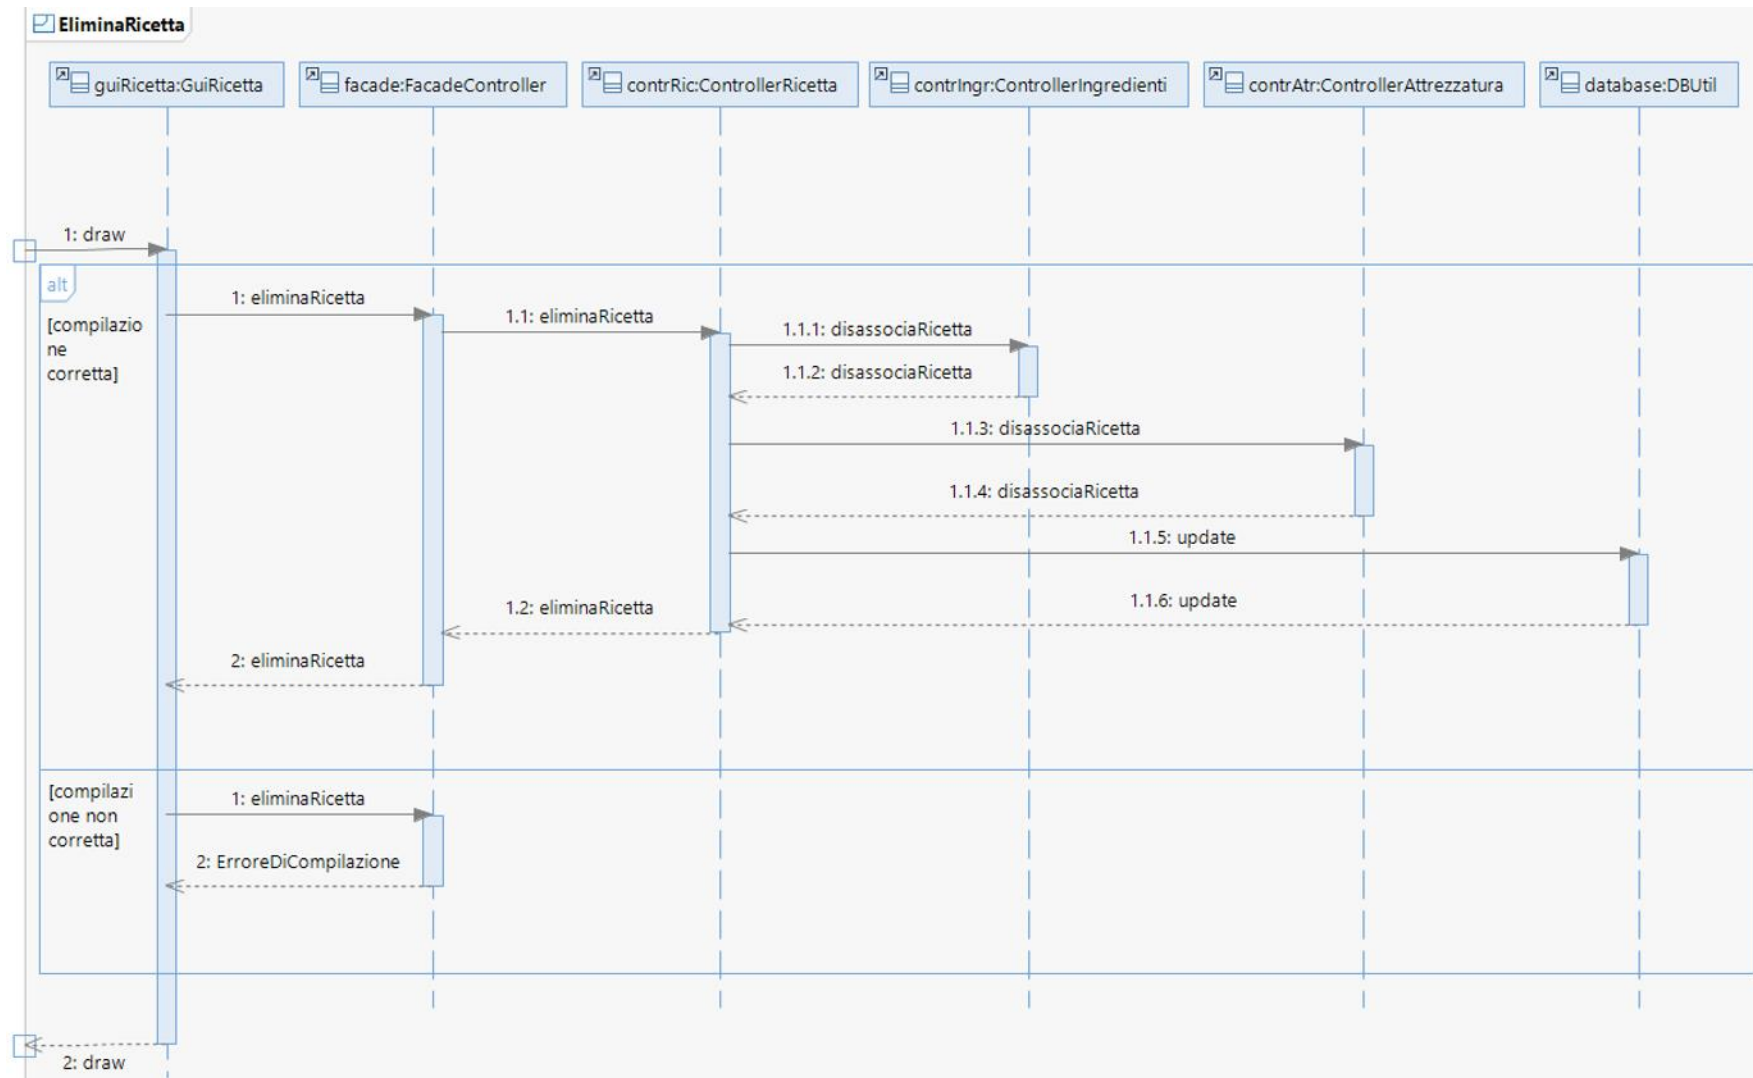 EliminaRicetta
guiRicetta:GuiRicetta
facade:FacadeController
contrRic:ControllerRicetta
contrIngr:ControllerIngredienti
contrAtr:ControllerAttrezzatura
database:DBUtil
1: draw
alt
[compilazio
ne
corretta]
1: eliminaRicetta
1.1: eliminaRicetta
1.1.1: disassociaRicetta
1.1.2: disassociaRicetta
1.1.3: disassociaRicetta
1.1.4: disassociaRicetta
1.1.5: update
1.1.6: update
1.2: eliminaRicetta
2: eliminaRicetta
[compilazi
one non
corretta]
1: eliminaRicetta
2: ErroreDiCompilazione
2: draw